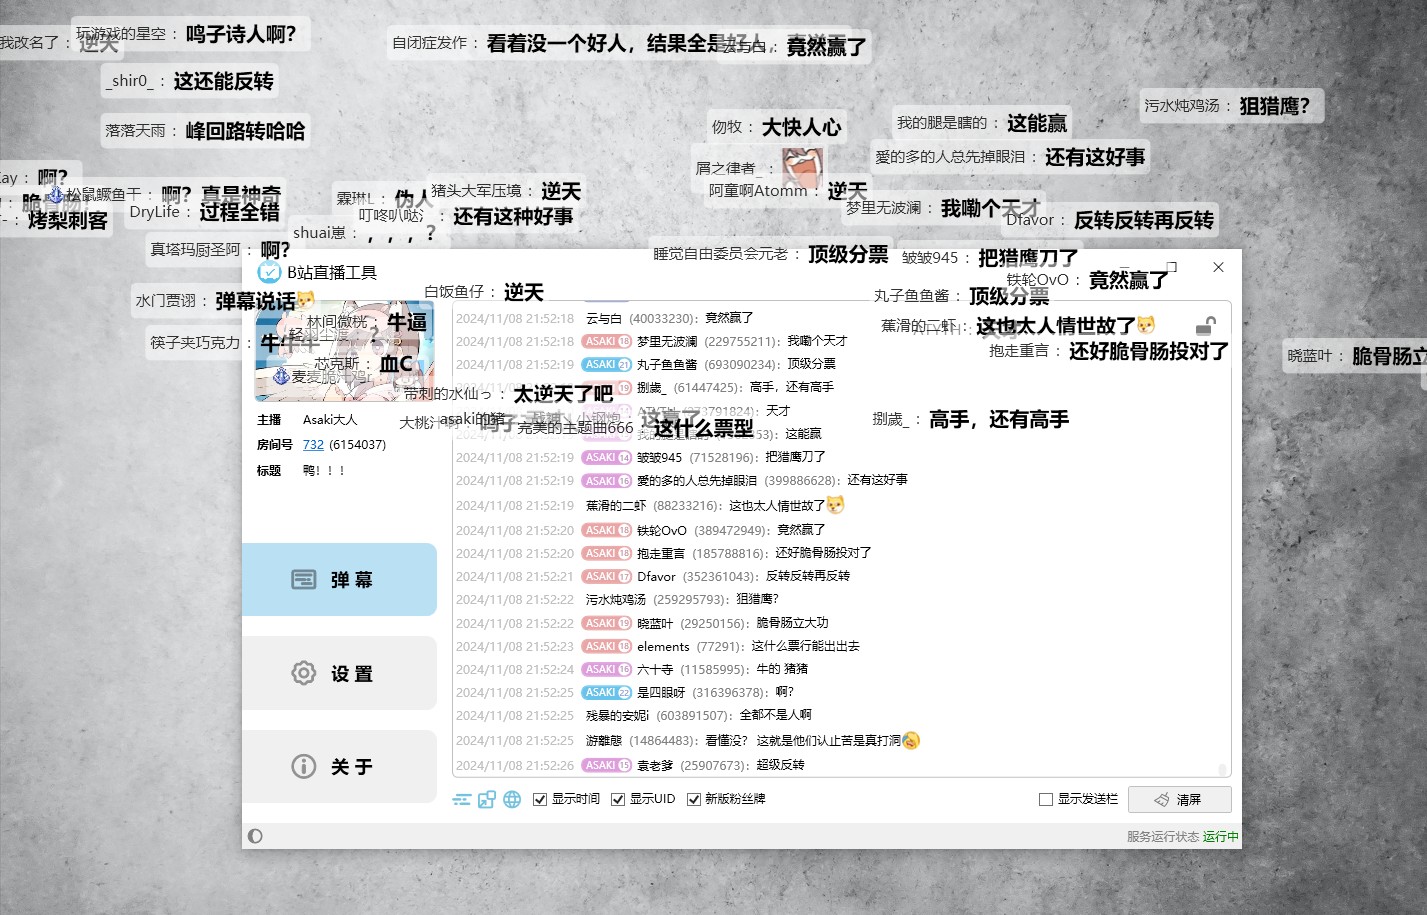 玩游戏的星空： 鸣子诗人啊？
我改名了： 逆天
自闭症发作： 看着没一个好人，结果全是好人，
云与白： 竟然赢了
_shir0_： 这还能反转
污水炖鸡汤： 狙猎鹰？
落落天雨： 峰回路转哈哈
伆牧： 大快人心
我的腿是瞎的： 这能赢
屑之律者_：
愛的多的人总先掉眼泪： 还有这好事
啊？
松鼠鳜鱼干： 啊？真是神奇
霖琳L： 伪人
猪头大军压境： 逆天
阿童啊Atomm： 逆天
烤梨刺客
DryLife： 过程全错
叮咚叭哒氵： 还有这种好事
梦里无波澜： 我嘞个天才
Dfavor： 反转反转再反转
shuai崽： ，，，？
真塔玛厨圣阿： 啊？
睡觉自由委员会元老： 顶级分票
皱皱945： 把猎鹰刀了
B站直播工具
铁轮OvO： 竟然赢了
水门贾诩： 弹幕说话
白饭鱼仔： 逆天
丸子鱼鱼酱： 顶级分票
林间微桄： 牛逼
蕉滑的二虾： 这也太人情世故了
筷子夹巧克力：
抱走重言： 还好脆骨肠投对了
晓蓝叶： 脆骨肠立
芯克斯： 血C
带刺的水仙っ： 太逆天了吧
asaki的猪
完美的主题曲666： 这什么票型
捌歲_： 高手，还有高手
主播 Asaki大人
房间号 732 (6154037)
标题 鸭！！！
弹幕
设置
关于
2024/11/08 21:52:18 云与白 (40033230)： 竟然赢了
2024/11/08 21:52:18 ASAKI 18 梦里无波澜 (229755211)： 我嘞个天才
2024/11/08 21:52:19 ASAKI 21 丸子鱼鱼酱 (693090234)： 顶级分票
19 捌歲_ (61447425)： 高手，还有高手
天才
这能赢
2024/11/08 21:52:19 ASAKI 14 皱皱945 (71528196)： 把猎鹰刀了
2024/11/08 21:52:19 ASAKI 16 愛的多的人总先掉眼泪 (399886628)： 还有这好事
2024/11/08 21:52:19 蕉滑的二虾 (88233216)： 这也太人情世故了
2024/11/08 21:52:20 ASAKI 18 铁轮OvO (389472949)： 竟然赢了
2024/11/08 21:52:20 ASAKI 18 抱走重言 (185788816)： 还好脆骨肠投对了
2024/11/08 21:52:21 ASAKI 17 Dfavor (352361043)： 反转反转再反转
2024/11/08 21:52:22 污水炖鸡汤 (259295793)： 狙猎鹰？
2024/11/08 21:52:22 ASAKI 19 晓蓝叶 (29250156)： 脆骨肠立大功
2024/11/08 21:52:23 ASAKI 18 elements (77291)： 这什么票行能出出去
2024/11/08 21:52:24 ASAKI 16 六十寺 (11585995)： 牛的 猪猪
2024/11/08 21:52:25 ASAKI 22 是四眼呀 (316396378)： 啊？
2024/11/08 21:52:25 残暴的安妮i (603891507)： 全都不是人啊
2024/11/08 21:52:25 游離態 (14864483)： 看懂没？ 这就是他们认止苦是真打洞
2024/11/08 21:52:26 ASAKI 15 袁老爹 (25907673)： 超级反转
显示时间 显示UID 新版粉丝牌 显示发送栏 清屏
服务运行状态 运行中